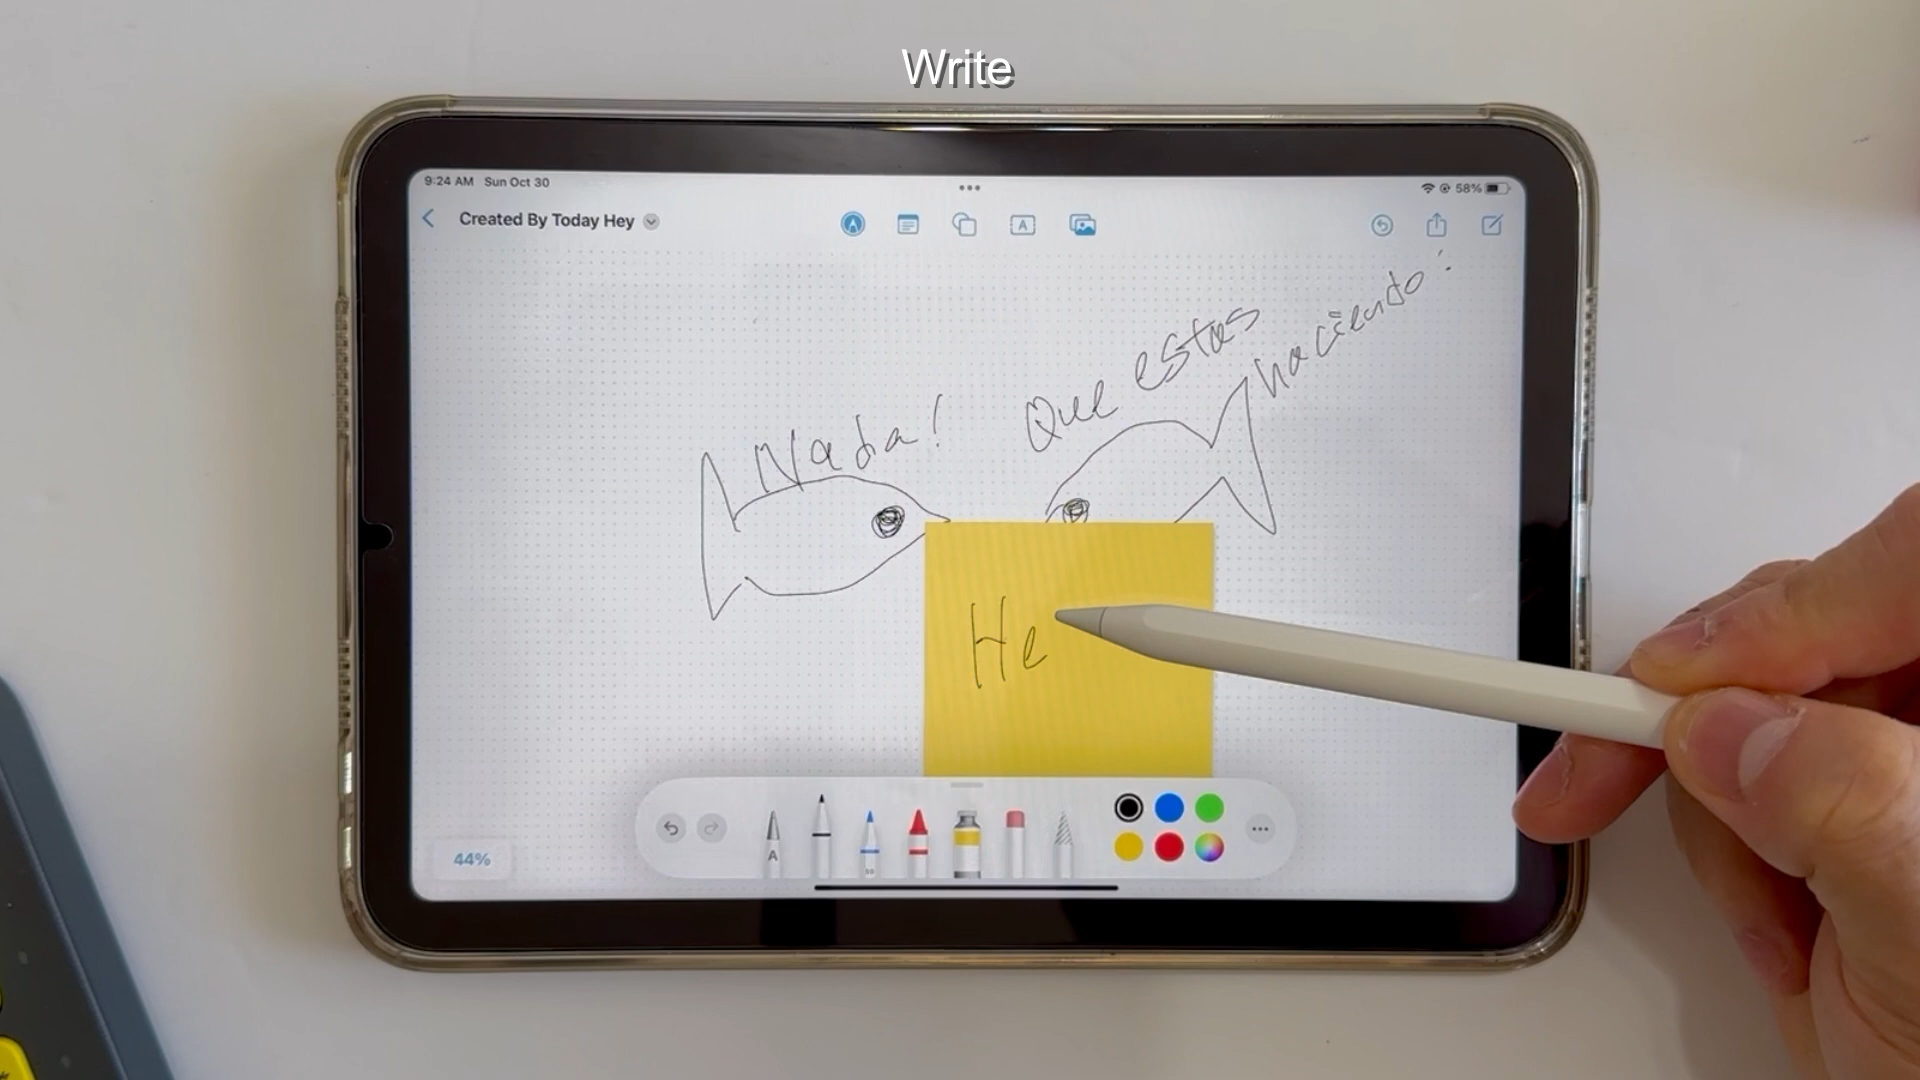 Write
9:24 AM Sun Oct 30
58%
Created By Today Hey
A
Nada! Que estas haciendo
He
A
44%